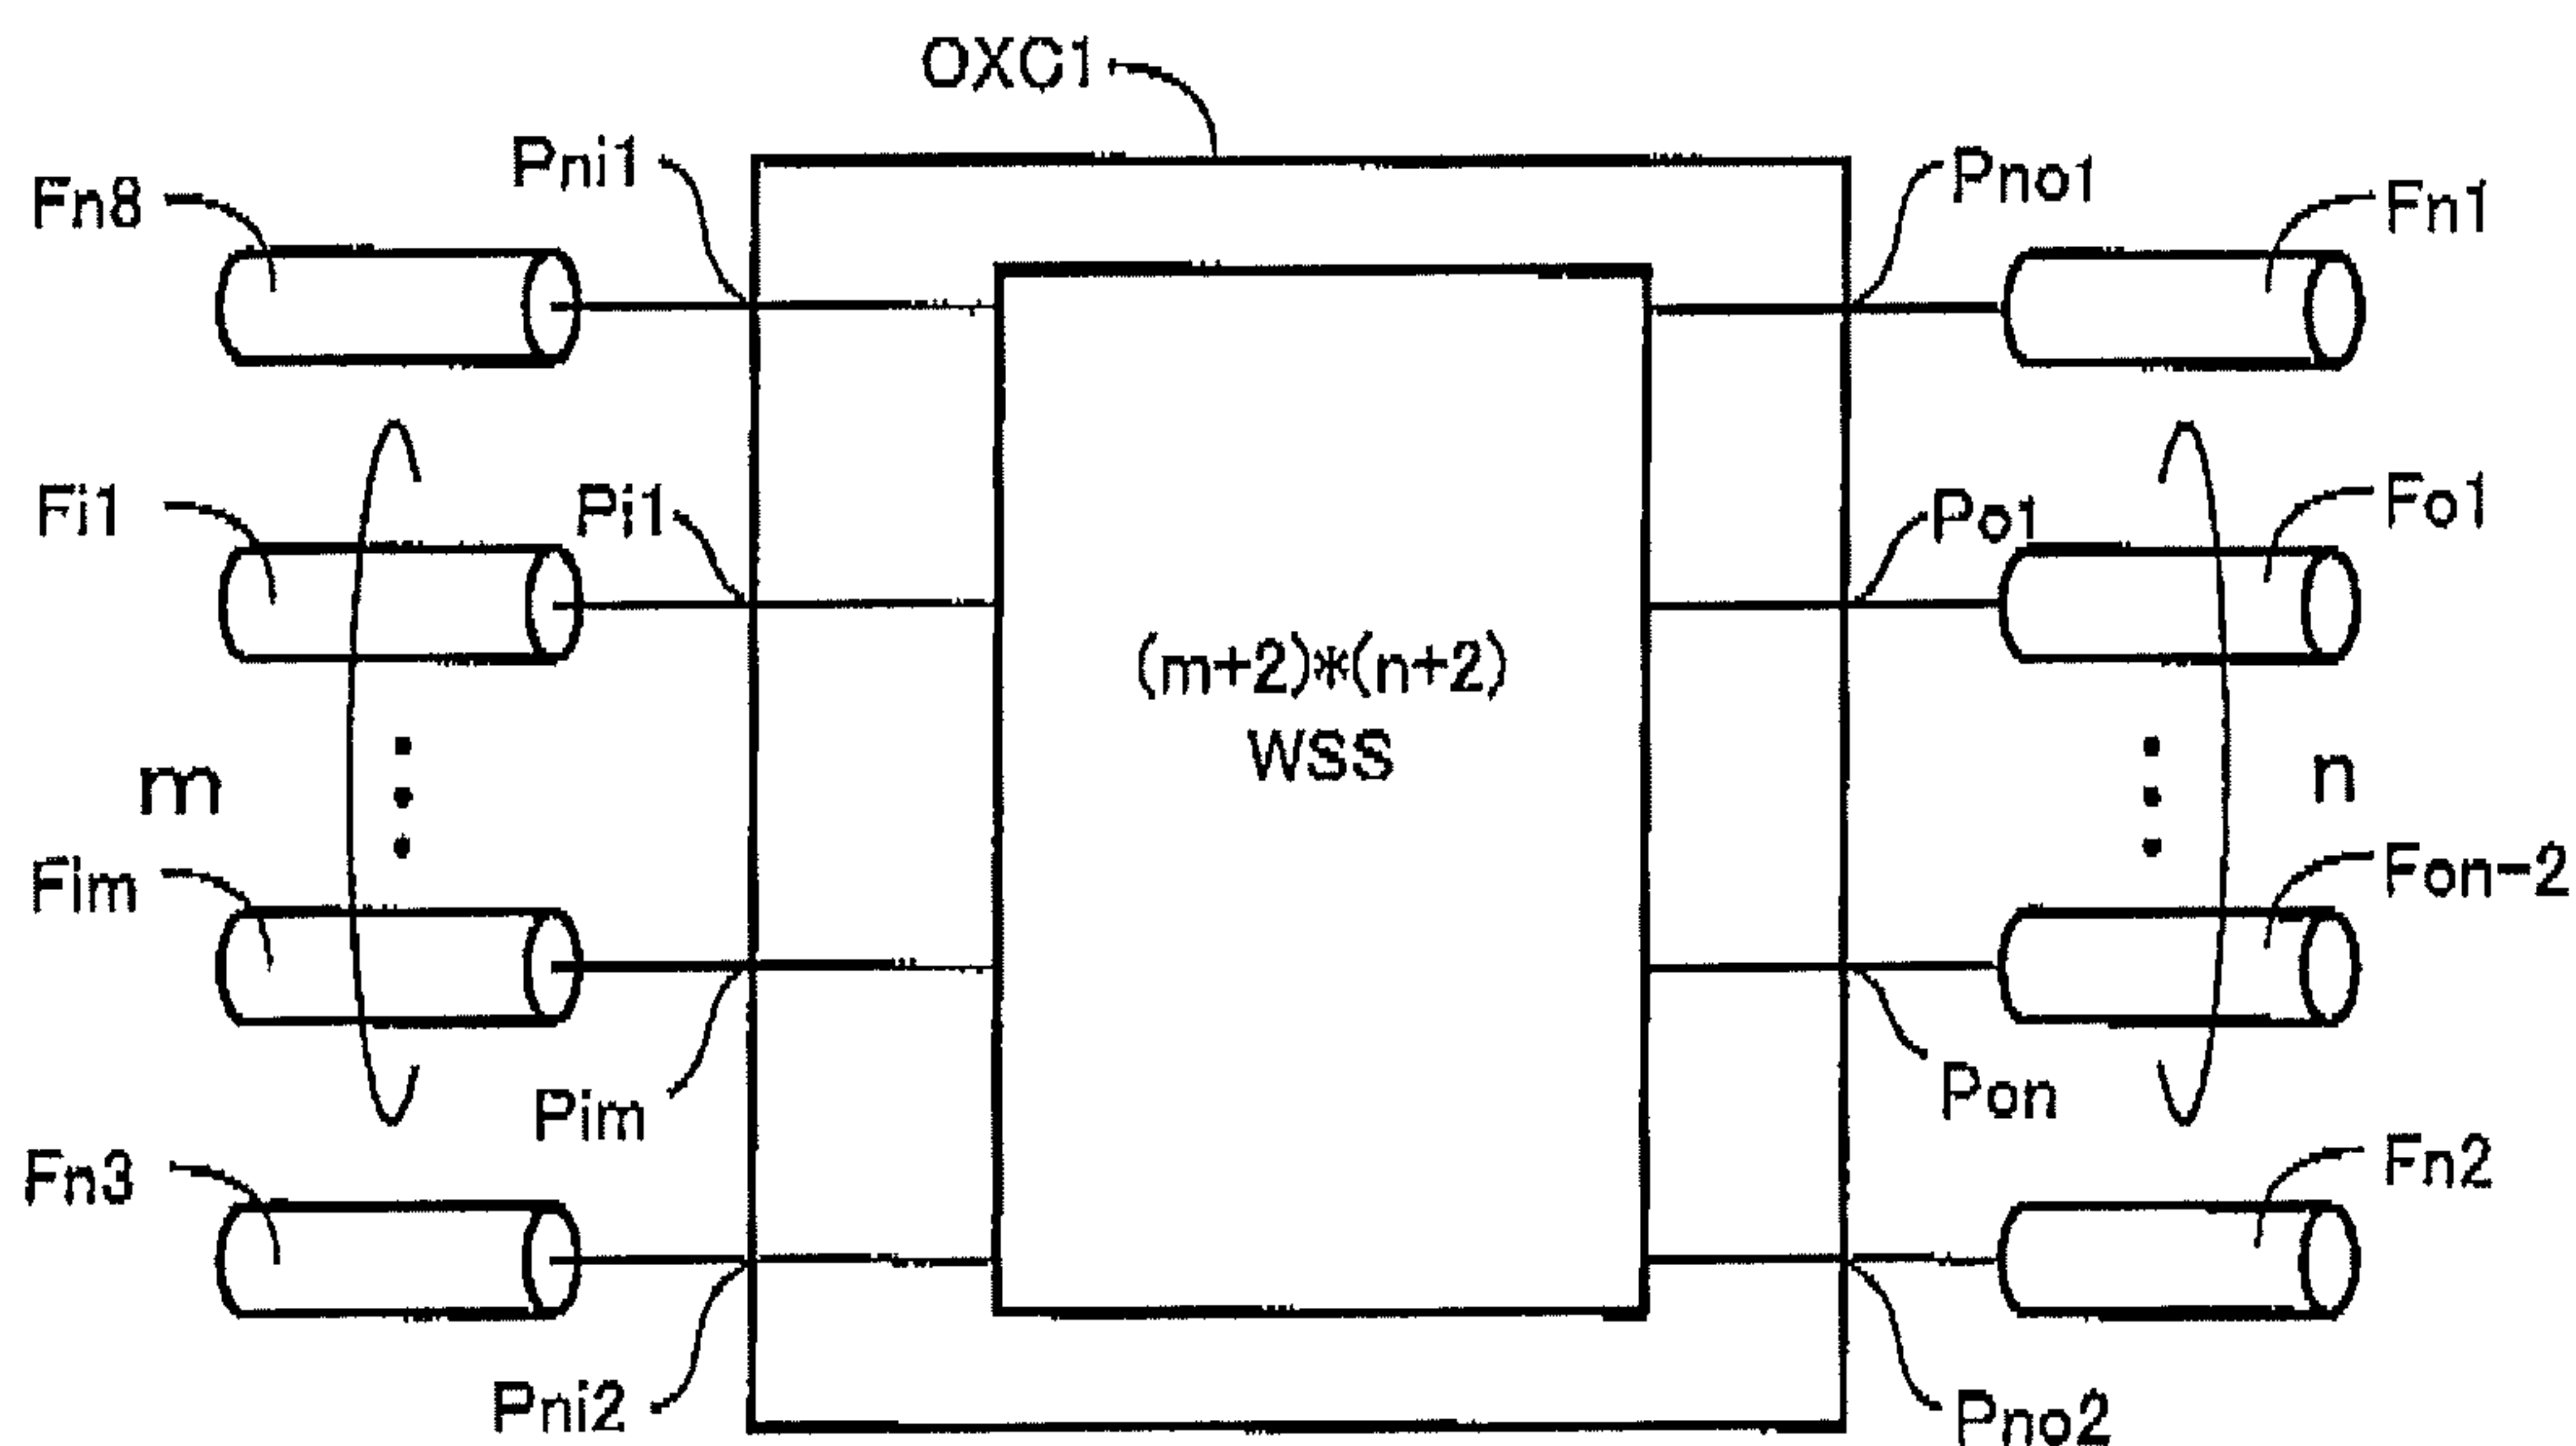 OXC1
Pni1
Pno1
Fn8
Fn1
Fi1
Pi1
Po1
Fo1
(m+2)*(n+2)
WSS
m
n
Fim
Fon-2
Pim
Pon
Fn3
Fn2
Pni2
Pno2